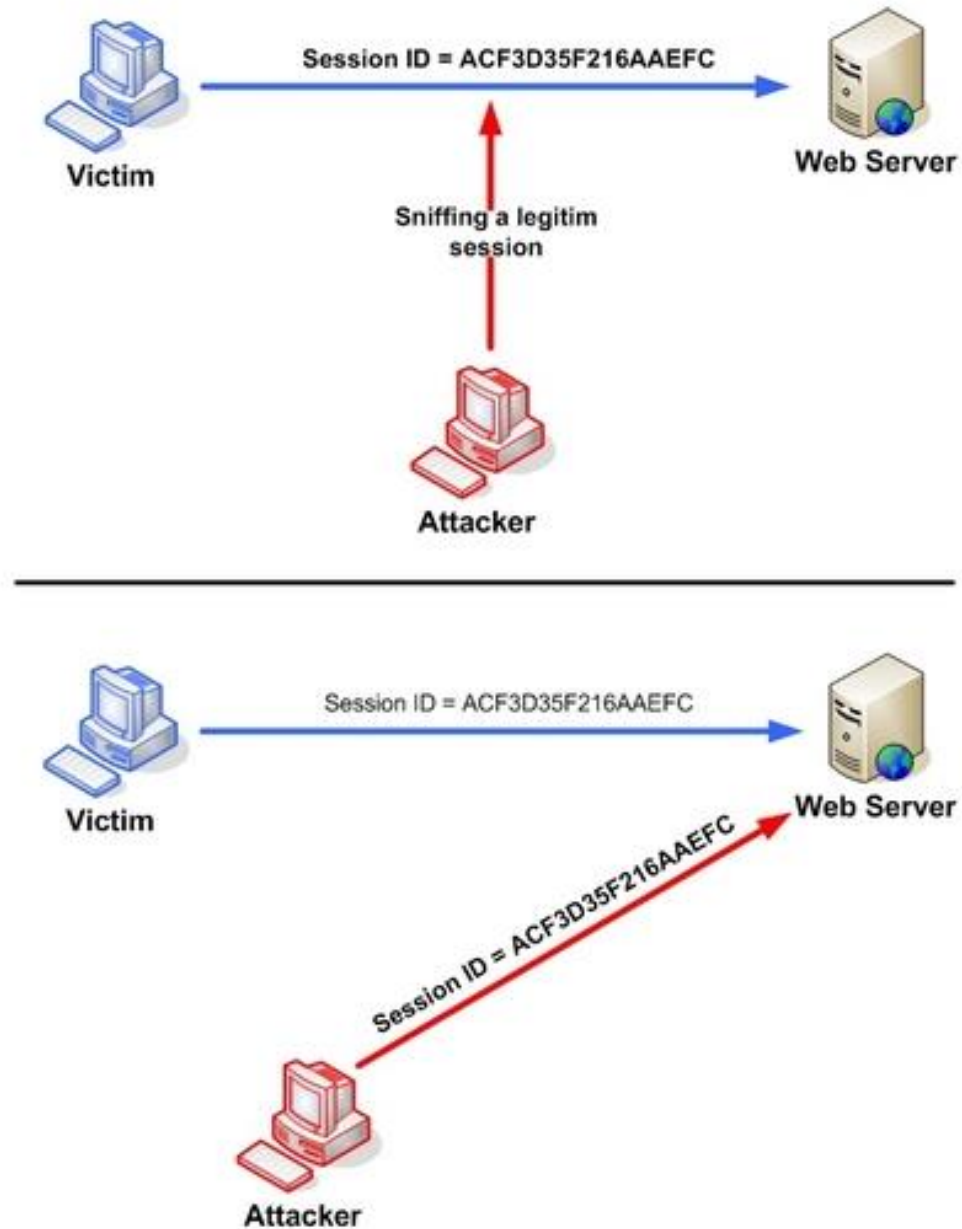 Session ID = ACF3D35F216AAEFC
Victim
Web Server
Sniffing a legitim
session
Attacker
Session ID = ACF3D35F216AAEFC
Victim
Web Server
Session ID = ACF3D35F216AAEFC
Attacker